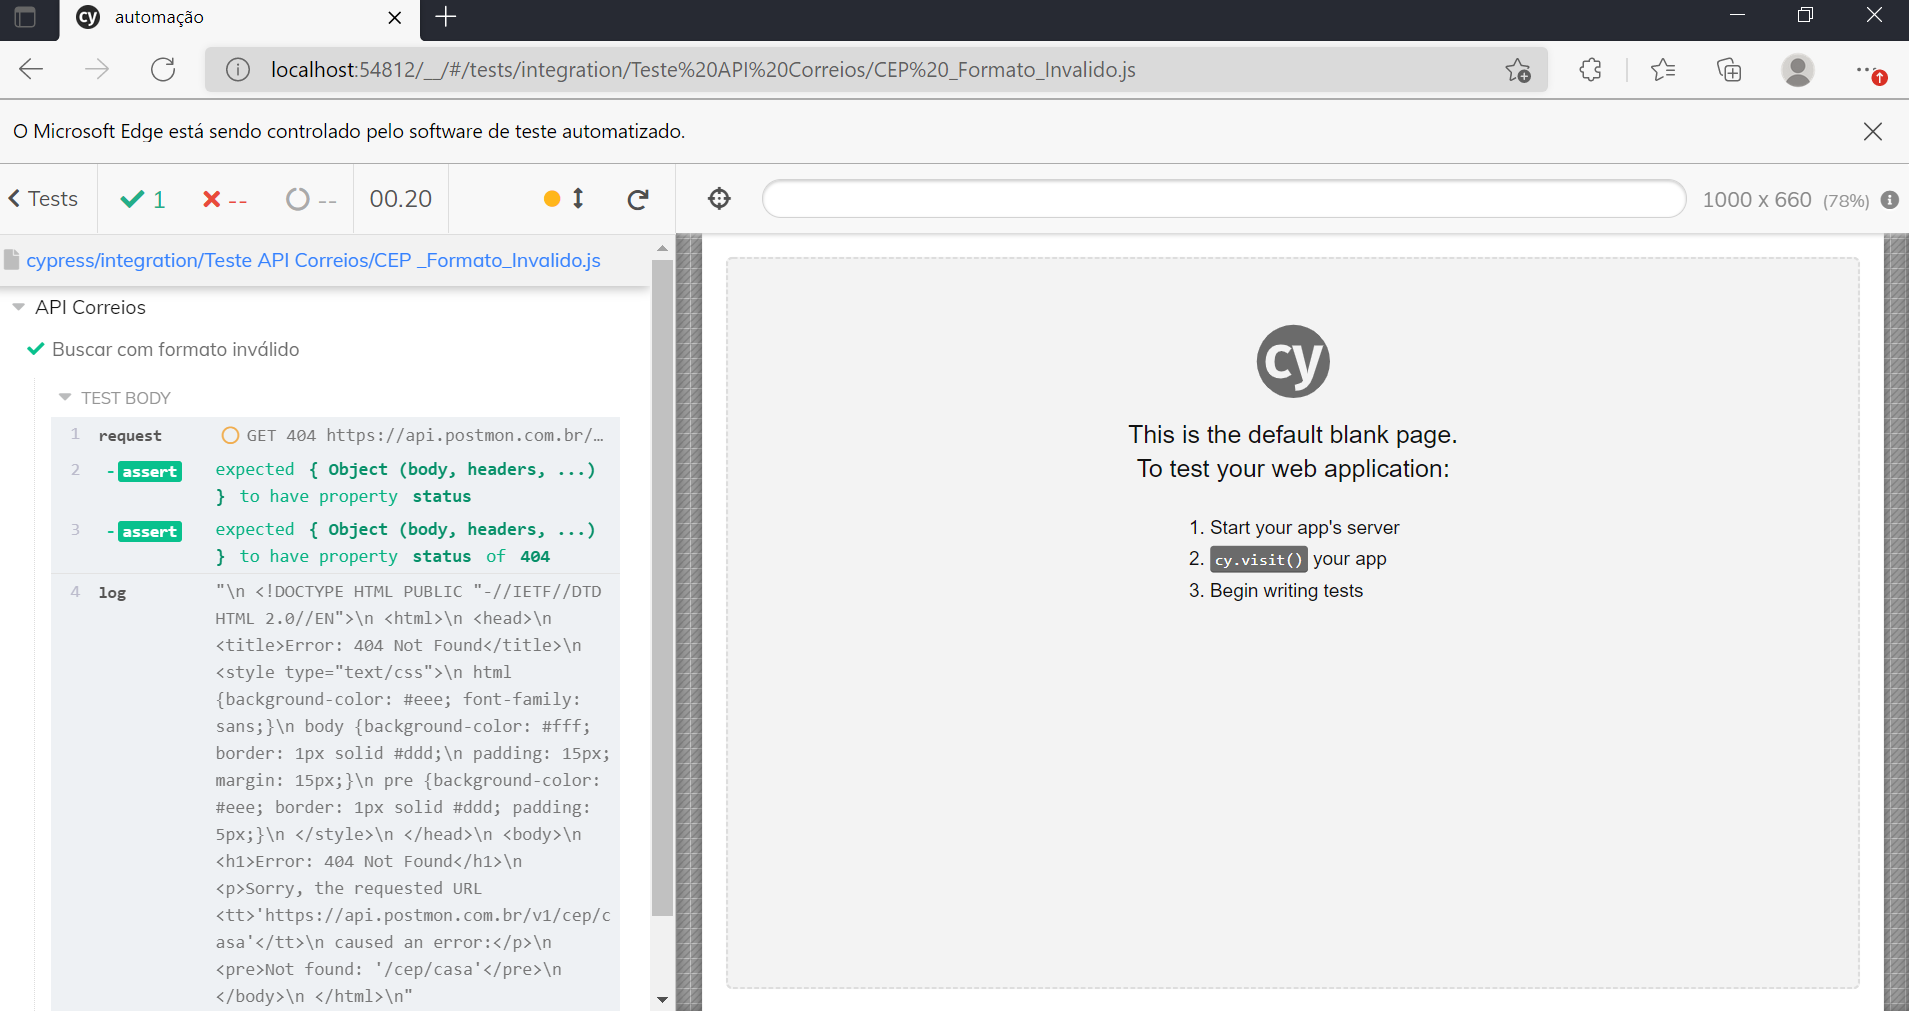 cy automação
localhost:54812/__/#/tests/integration/Teste%20API%20Correios/CEP%20_Formato_Invalido.js
O Microsoft Edge está sendo controlado pelo software de teste automatizado.
Tests 1 -- -- 00.20 1000 x 660 (78%)
cypress/integration/Teste API Correios/CEP _Formato_Invalido.js
API Correios
Buscar com formato inválido
TEST BODY
1 request GET 404 https://api.postmon.com.br/…
2 -assert expected { Object (body, headers, ...)
} to have property status
3 -assert expected { Object (body, headers, ...)
} to have property status of 404
4 log "\n <!DOCTYPE HTML PUBLIC "-//IETF//DTD
HTML 2.0//EN">\n <html>\n <head>\n
<title>Error: 404 Not Found</title>\n
<style type="text/css">\n html
{background-color: #eee; font-family:
sans;}\n body {background-color: #fff;
border: 1px solid #ddd;\n padding: 15px;
margin: 15px;}\n pre {background-color:
#eee; border: 1px solid #ddd; padding:
5px;}\n </style>\n </head>\n <body>\n
<h1>Error: 404 Not Found</h1>\n
<p>Sorry, the requested URL
<tt>'https://api.postmon.com.br/v1/cep/c
asa'</tt>\n caused an error:</p>\n
<pre>Not found: '/cep/casa'</pre>\n
</body>\n </html>\n"
cy
This is the default blank page.
To test your web application:
1. Start your app's server
2. cy.visit() your app
3. Begin writing tests